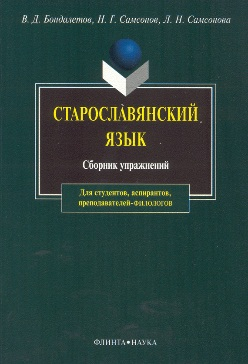 В. Д. Бондалетов, Н. Г. Самсонов, Л. Н. Самсонова
СТАРОСЛАВЯНСКИЙ
ЯЗЫК
Сборник упражнений
Для студентов, аспирантов,
преподавателей-филологов
ФЛИНТА • НАУКА